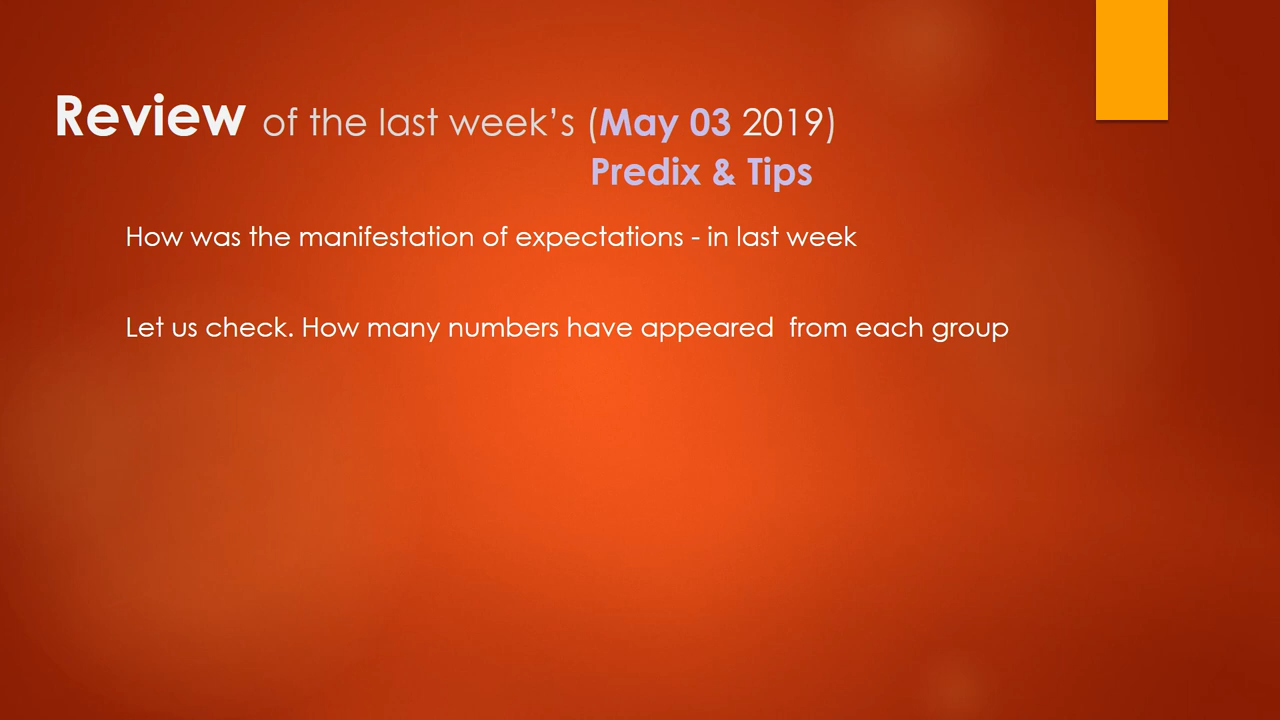 Review of the last week’s (May 03 2019)
Predix & Tips
How was the manifestation of expectations - in last week
Let us check. How many numbers have appeared  from each group